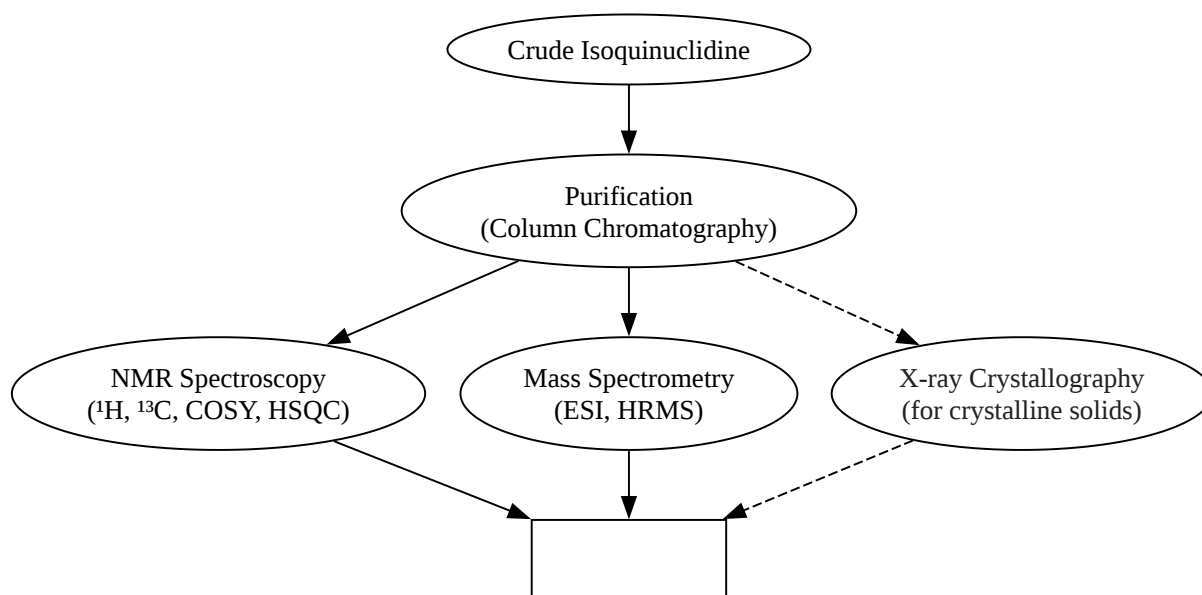 Crude Isoquinuclidine
Purification
(Column Chromatography)
NMR Spectroscopy
(¹H, ¹³C, COSY, HSQC)
Mass Spectrometry
(ESI, HRMS)
X-ray Crystallography
(for crystalline solids)